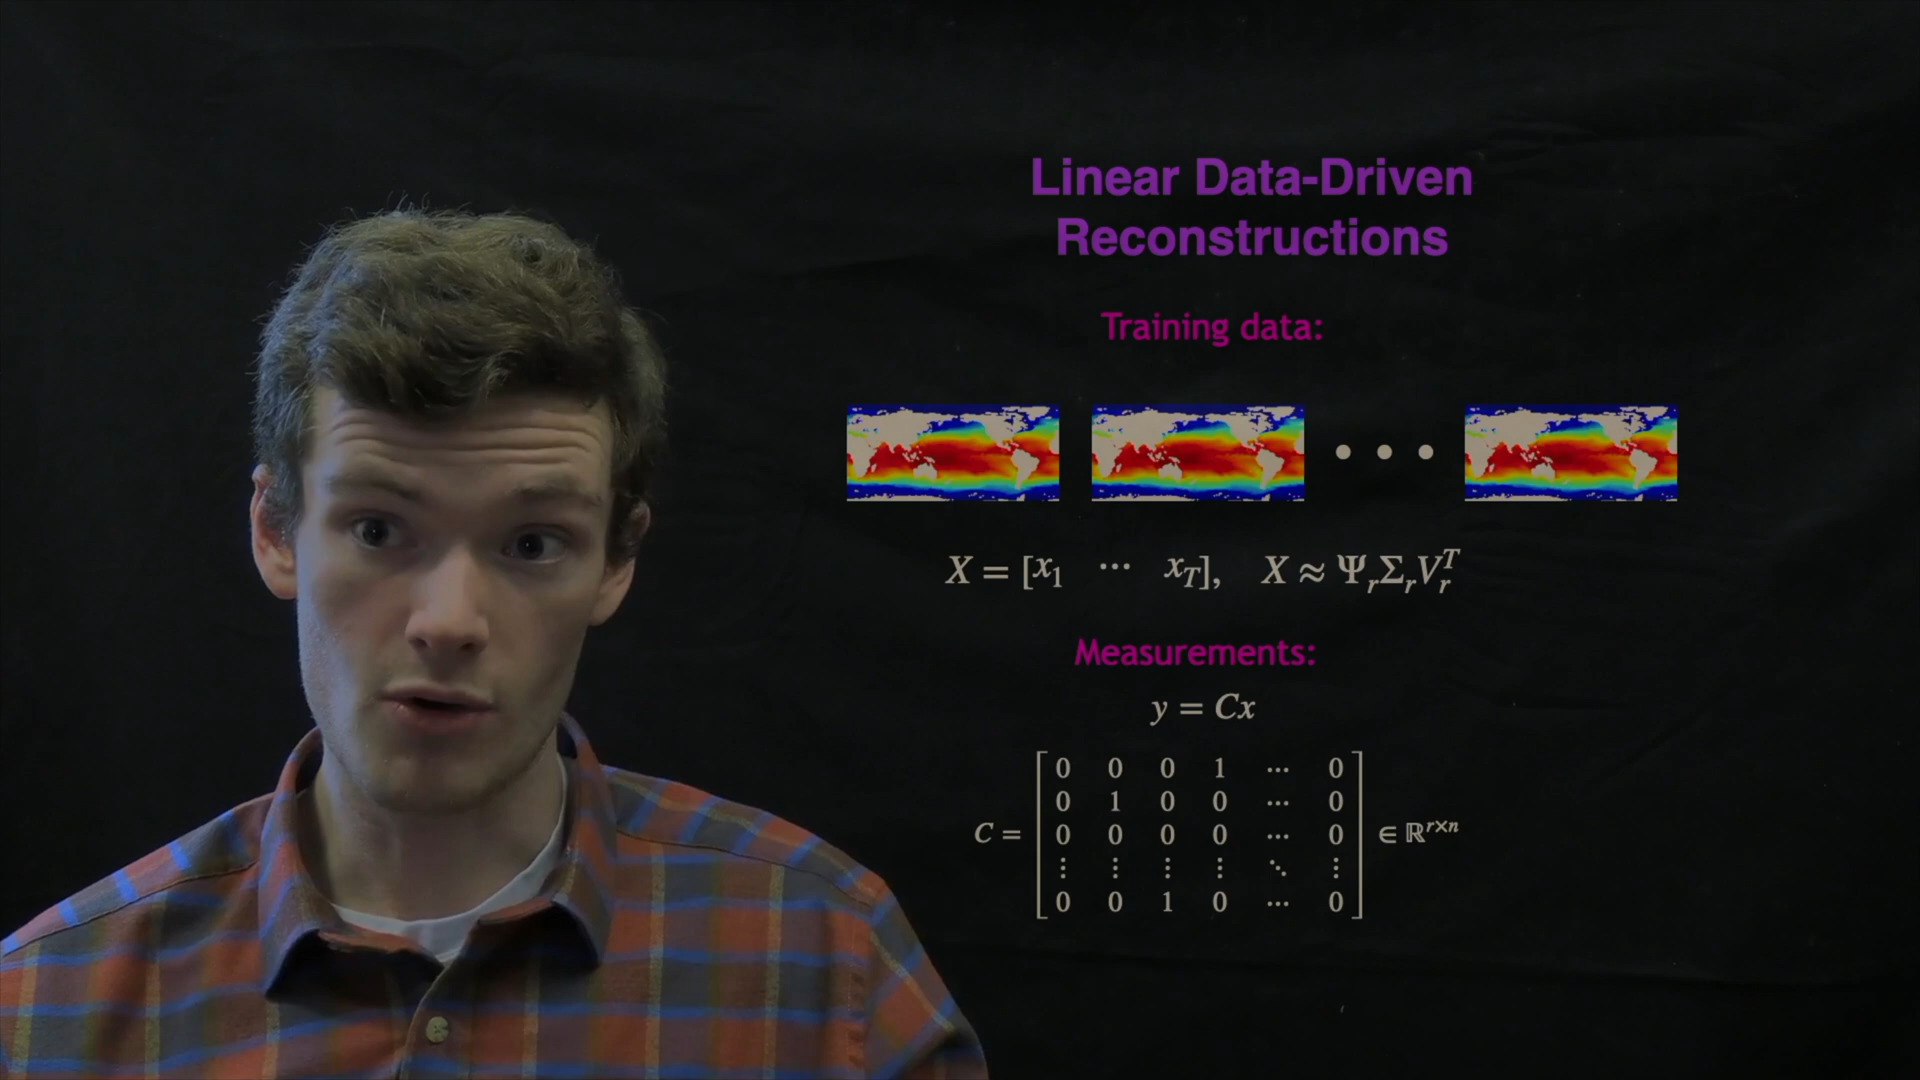 Linear Data-Driven
Reconstructions
Training data:
X = [x₁ ⋯ x_T], X ≈ Ψ_rΣ_rV_r^T
Measurements:
y = Cx
C = [
0 0 0 1 ⋯ 0
0 1 0 0 ⋯ 0
0 0 0 0 ⋯ 0
⋮ ⋮ ⋮ ⋮ ⋱ ⋮
0 0 1 0 ⋯ 0
] ∈ ℝ^{r×n}